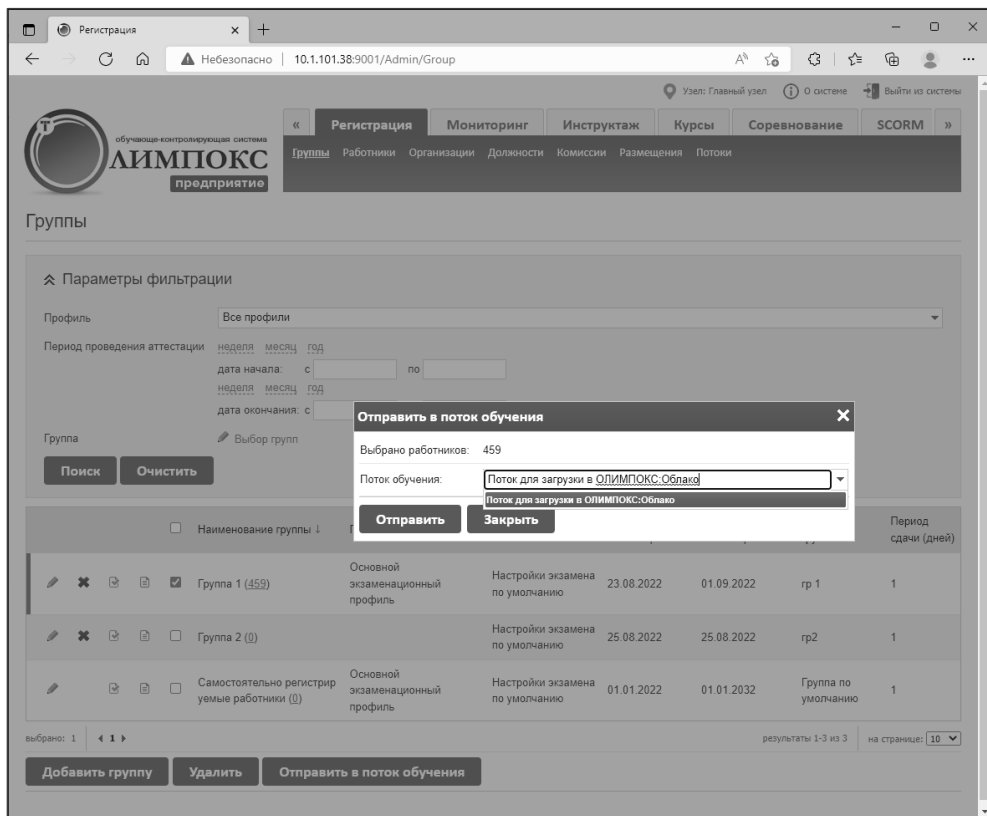 Регистрация
Небезопасно | 10.1.101.38:9001/Admin/Group
Узел: Главный узел О системе Выйти из системы
« Регистрация Мониторинг Инструктаж Курсы Соревнование SCORM »
обучающе-контролирующая система
ОЛИМПОКС
предприятие
Группы Работники Организации Должности Комиссии Размещения Потоки
Группы
Параметры фильтрации
Профиль Все профили
Период проведения аттестации неделя месяц год
дата начала: с по
неделя месяц год
дата окончания: с
Группа Выбор групп
Поиск Очистить
Отправить в поток обучения
Выбрано работников: 459
Поток обучения: Поток для загрузки в ОЛИМПОКС:Облако
Поток для загрузки в ОЛИМПОКС:Облако
Отправить Закрыть
Наименование группы ↓ Период сдачи (дней)
Группа 1 (459) Основной экзаменационный профиль Настройки экзамена по умолчанию 23.08.2022 01.09.2022 гр 1 1
Группа 2 (0) Настройки экзамена по умолчанию 25.08.2022 25.08.2022 гр2 1
Самостоятельно регистрируемые работники (0) Основной экзаменационный профиль Настройки экзамена по умолчанию 01.01.2022 01.01.2032 Группа по умолчанию 1
выбрано: 1 1 результаты 1-3 из 3 на странице: 10
Добавить группу Удалить Отправить в поток обучения